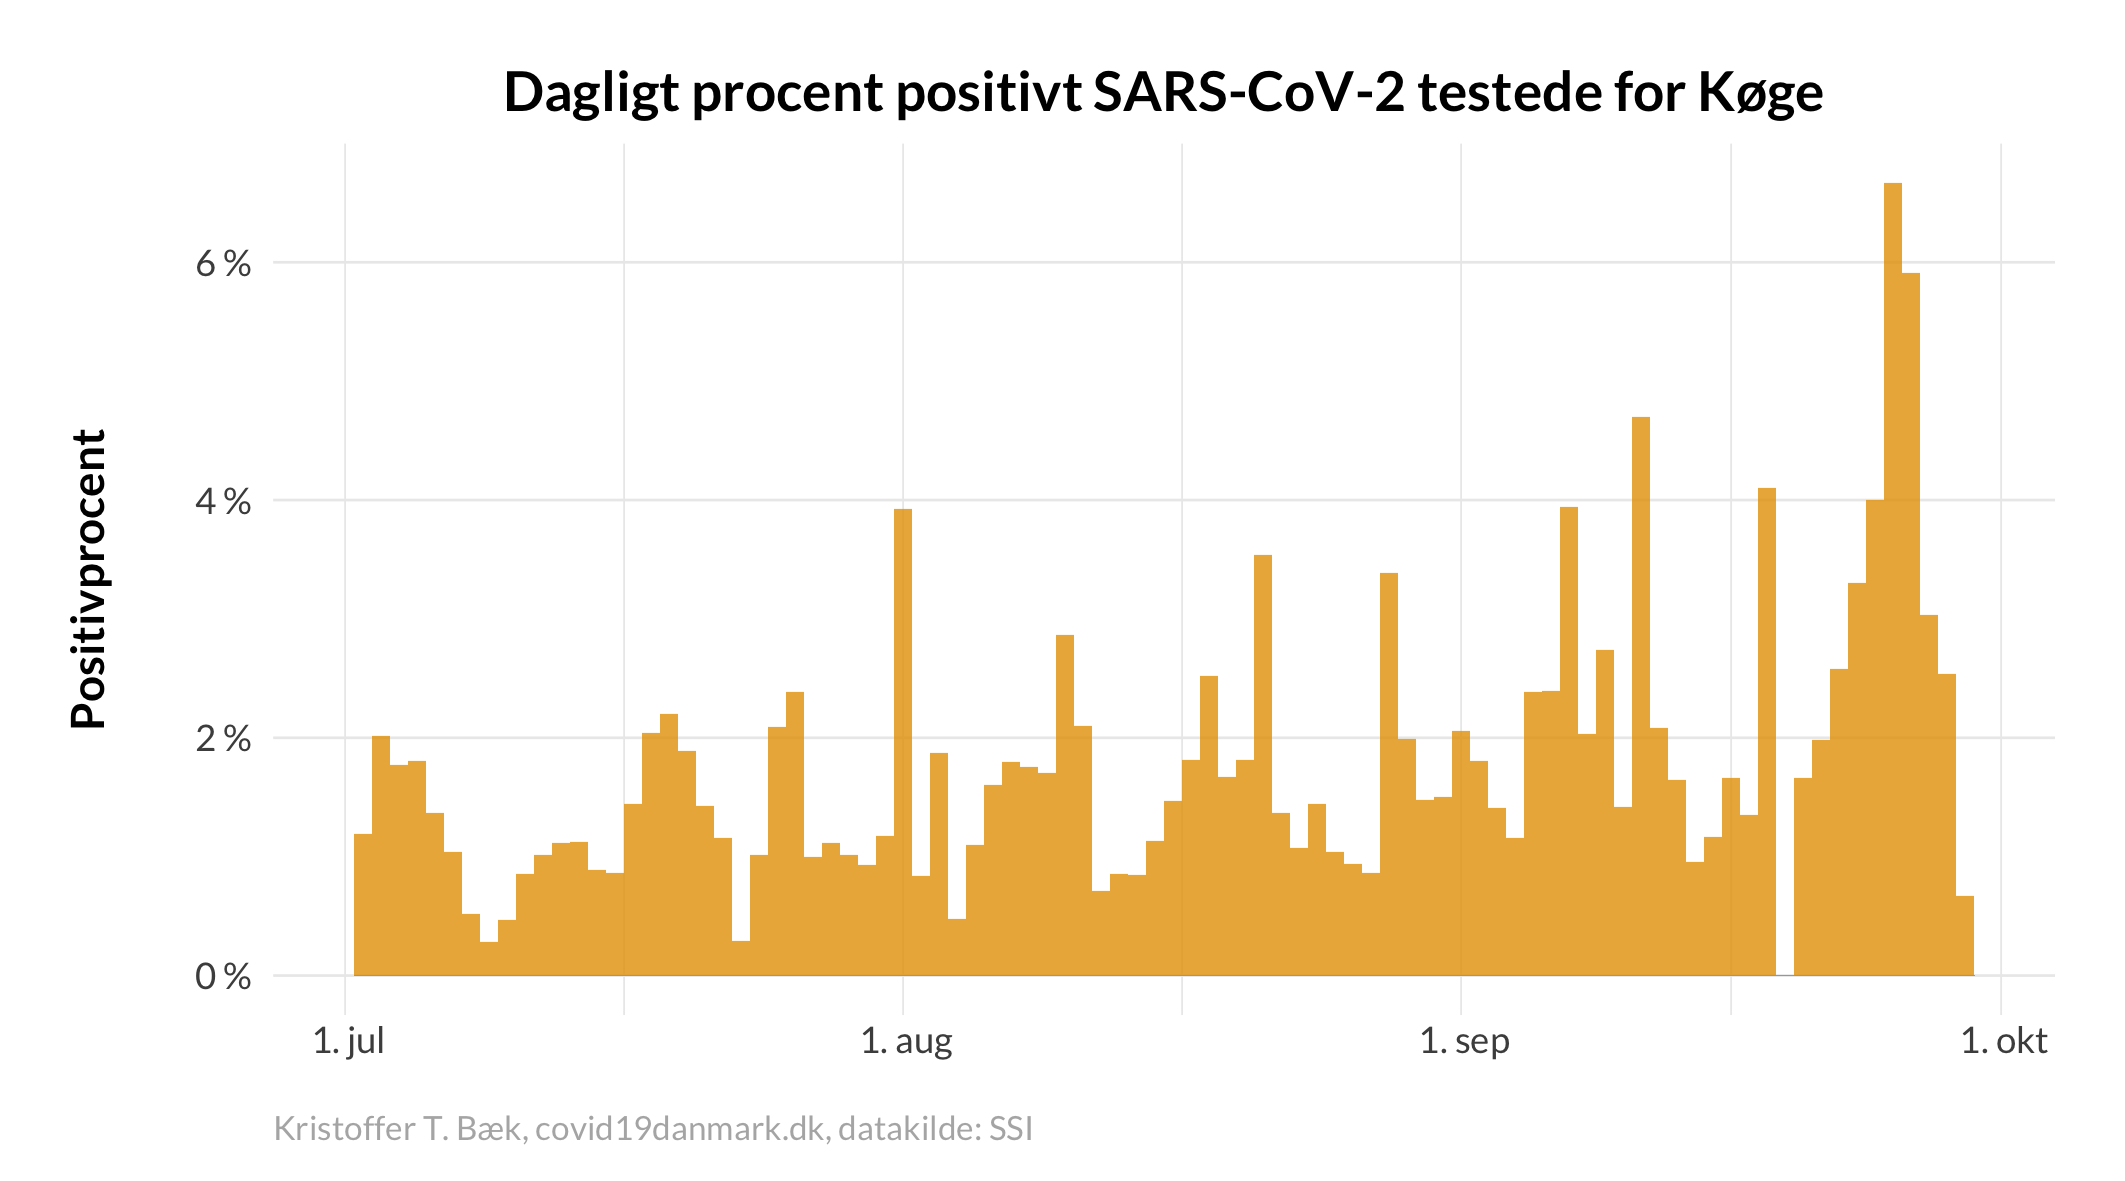 Dagligt procent positivt SARS-CoV-2 testede for Køge
Positivprocent
6 %
4 %
2 %
0 %
1. jul
1. aug
1. sep
1. okt
Kristoffer T. Bæk, covid19danmark.dk, datakilde: SSI